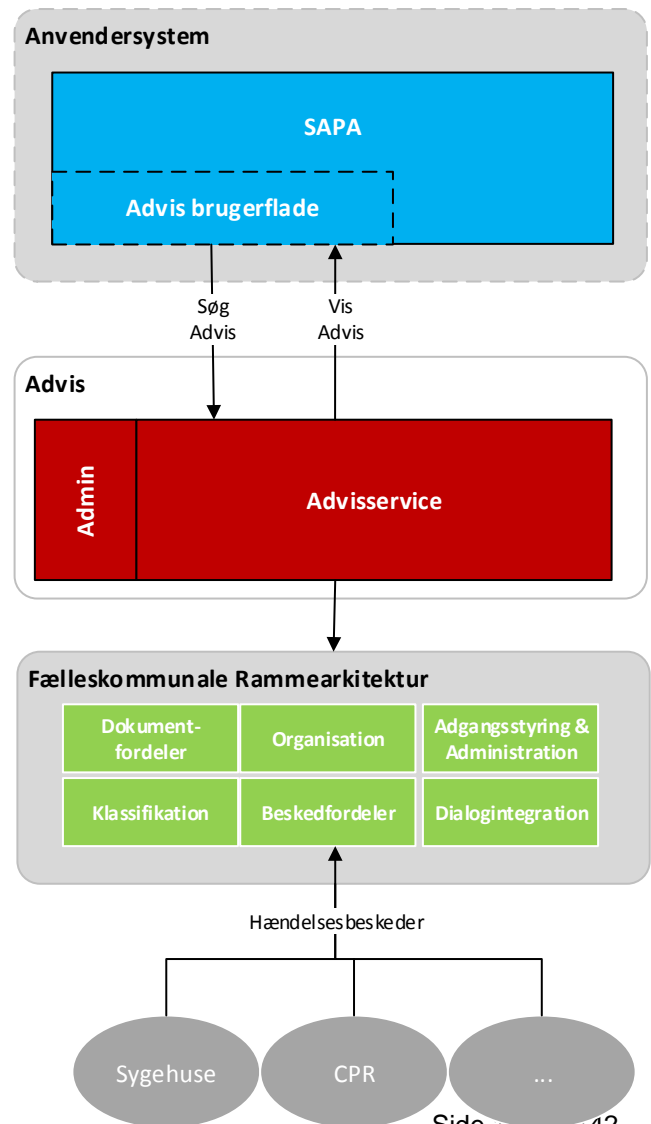 Anvendersystem
SAPA
Advis brugerflade
Søg
Advis
Vis
Advis
Advis
Admin
Advisservice
Fælleskommunale Rammearkitektur
Dokument-
fordeler
Organisation
Adgangsstyring &
Administration
Klassifikation
Beskedfordeler
Dialogintegration
Hændelsesbeskeder
Sygehuse
CPR
...
Side